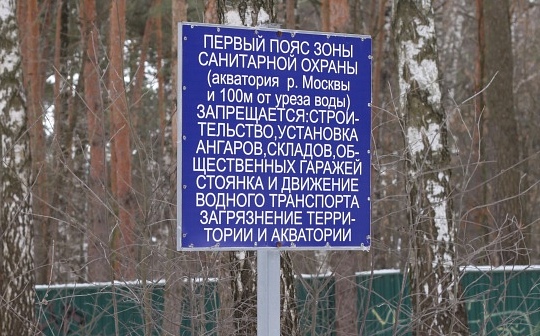 ПЕРВЫЙ ПОЯС ЗОНЫ
САНИТАРНОЙ ОХРАНЫ
(акватория р. Москвы
и 100м от уреза воды)
ЗАПРЕЩАЕТСЯ:СТРОИ-
ТЕЛЬСТВО,УСТАНОВКА
АНГАРОВ,СКЛАДОВ,ОБ-
ЩЕСТВЕННЫХ ГАРАЖЕЙ
СТОЯНКА И ДВИЖЕНИЕ
ВОДНОГО ТРАНСПОРТА
ЗАГРЯЗНЕНИЕ ТЕРРИ-
ТОРИИ И АКВАТОРИИ